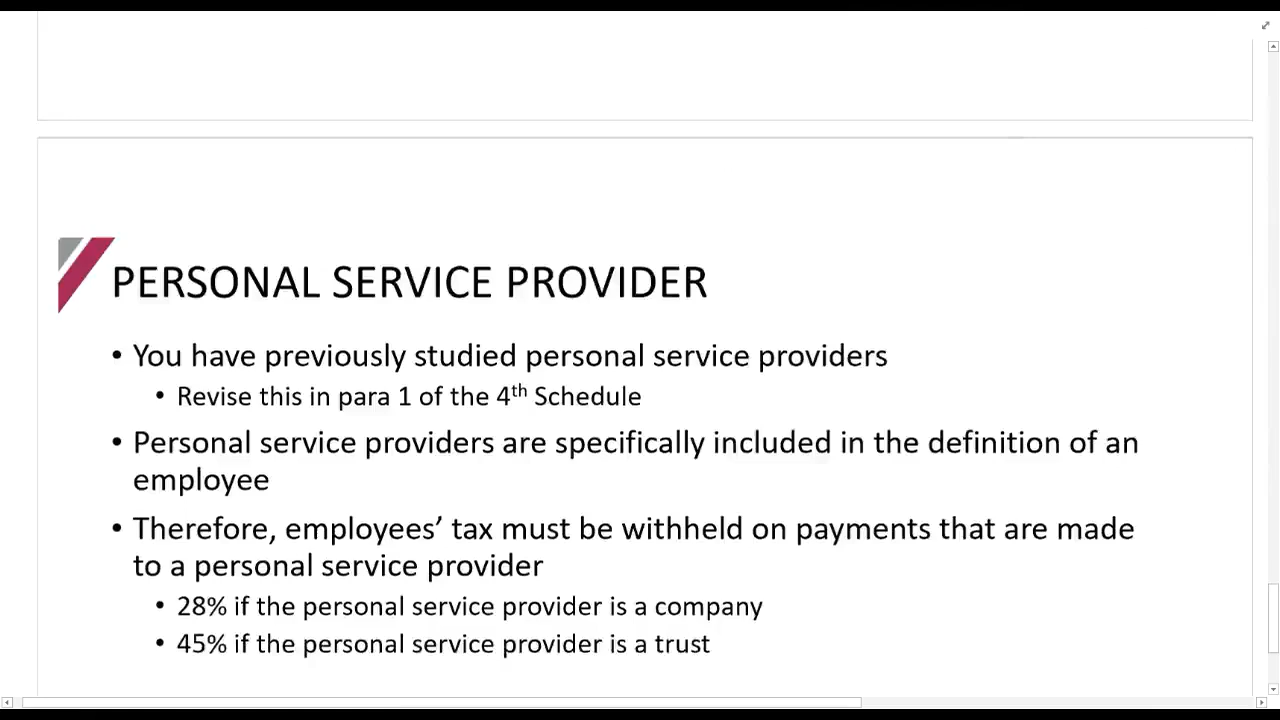 PERSONAL SERVICE PROVIDER
• You have previously studied personal service providers
• Revise this in para 1 of the 4th Schedule
• Personal service providers are specifically included in the definition of an
employee
• Therefore, employees’ tax must be withheld on payments that are made
to a personal service provider
• 28% if the personal service provider is a company
• 45% if the personal service provider is a trust